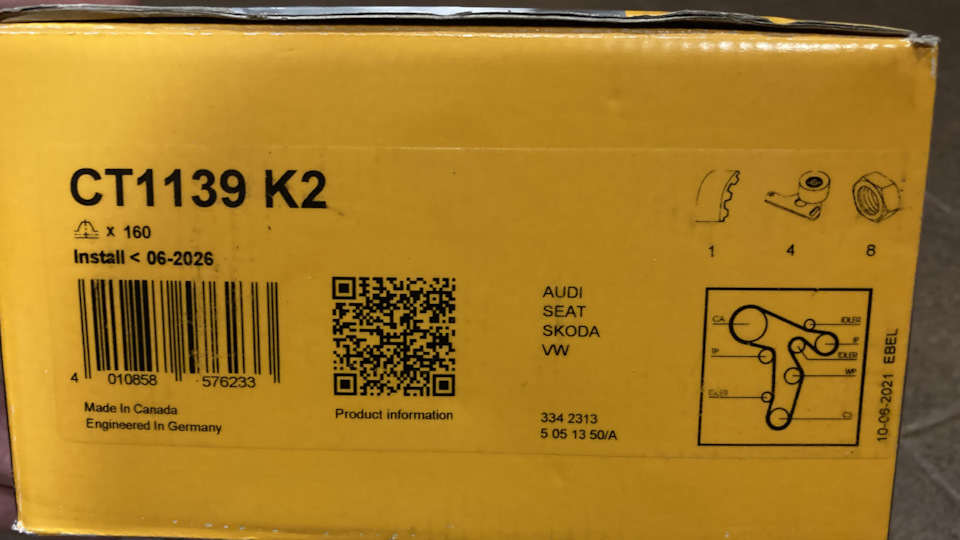 CT1139 K2
x 160
Install < 06-2026
4 010858 576233
Made In Canada
Engineered In Germany
Product information
AUDI
SEAT
SKODA
VW
334 2313
5 05 13 50/A
1
4
8
CA
IDLER
IP
TP
IDLER
WP
IDLER
CS
10-06-2021 EBEL